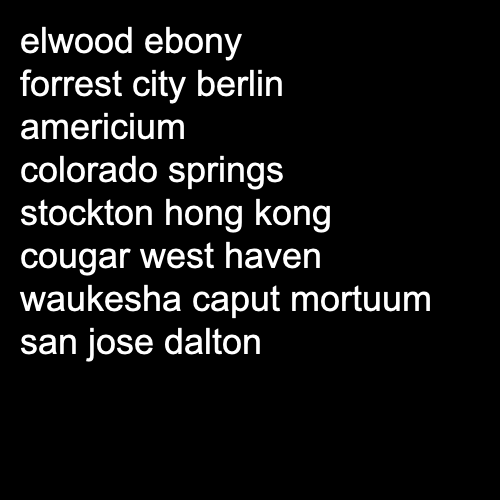 elwood ebony
forrest city berlin
americium
colorado springs
stockton hong kong
cougar west haven
waukesha caput mortuum
san jose dalton